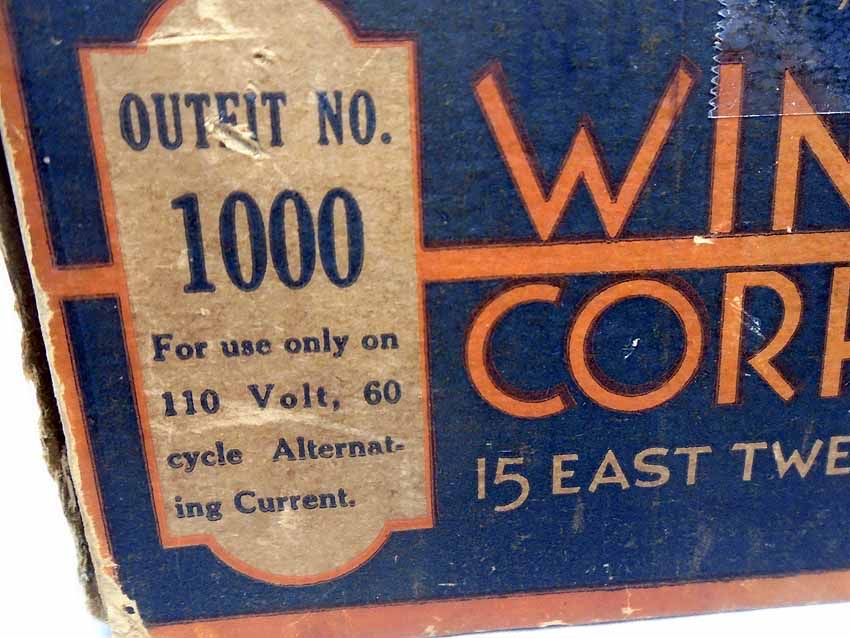 OUTFIT NO.
1000
For use only on
110 Volt, 60
cycle Alternat-
ing Current.
WIN
CORP
15 EAST TWE